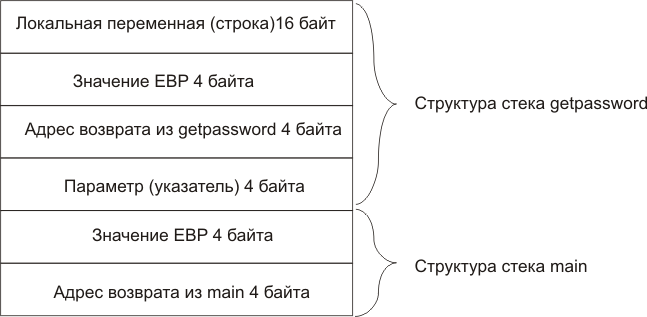 Локальная переменная (строка)16 байт
Значение EBP 4 байта
Адрес возврата из getpassword 4 байта
Структура стека getpassword
Параметр (указатель) 4 байта
Значение EBP 4 байта
Структура стека main
Адрес возврата из main 4 байта